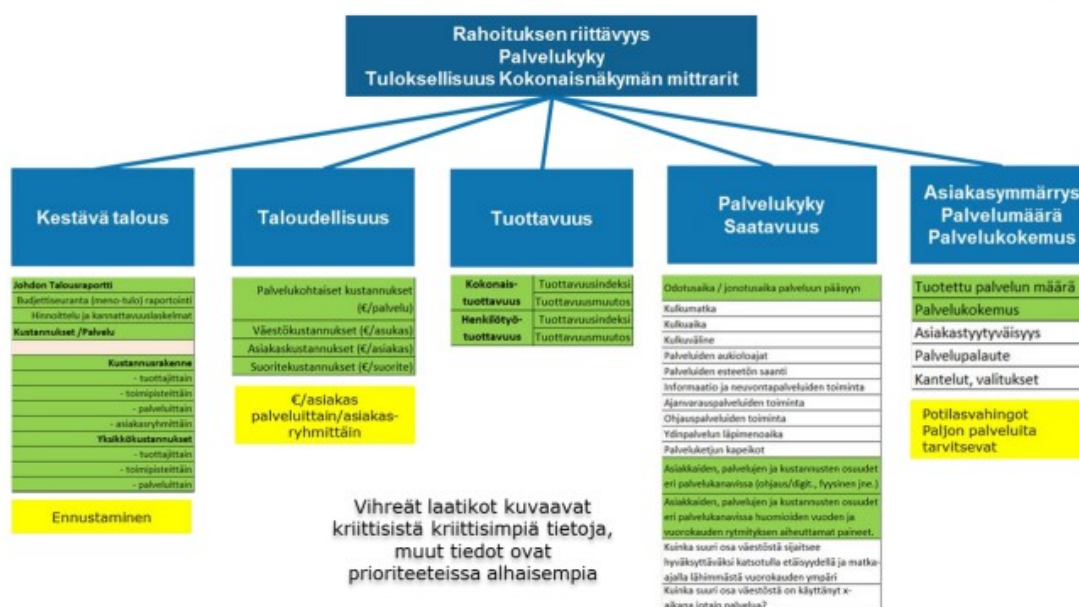 Rahoituksen riittävyys
Palvelukyky
Tuloksellisuus Kokonaisnäkymän mittrarit
Kestävä talous
Johdon Talousraportti
Budjettiseuranta (meno-tulo) raportointi
Hinnoittelu ja kannattavuuslaskelmat
Kustannukset /Palvelu
Kustannusrakenne
- tuottajittain
- toimipisteittäin
- palveluittain
- asiakasryhmittäin
Yksikkökustannukset
- tuottajittain
- toimipisteittäin
- palveluittain
Ennustaminen
Taloudellisuus
Palvelukohtaiset kustannukset
(€/palvelu)
Väestökustannukset (€/asukas)
Asiakaskustannukset (€/asiakas)
Suoritekustannukset (€/suorite)
€/asiakas
palveluittain/asiakas-
ryhmittäin
Tuottavuus
Kokonais-
tuottavuus
Tuottavuusindeksi
Tuottavuusmuutos
Henkilötyö-
tuottavuus
Tuottavuusindeksi
Tuottavuusmuutos
Palvelukyky
Saatavuus
Odotusaika / jonotusaika palveluun pääsyyn
Kulkumatka
Kulkuaika
Kulkuväline
Palveluiden aukioloajat
Palveluiden esteetön saanti
Informaatio ja neuvontapalveluiden toiminta
Ajanvarauspalveluiden toiminta
Ohjauspalveluiden toiminta
Ydinpalvelun läpimenoaika
Palveluketjun kapeikot
Asiakkaiden, palvelujen ja kustannusten osuudet
eri palvelukanavissa (ohjaus/digit., fyysinen jne.)
Asiakkaiden, palvelujen ja kustannusten osuudet
eri palvelukanavissa huomioiden vuoden ja
vuorokauden rytmityksen aiheuttamat paineet.
Kuinka suuri osa väestöstä sijaitsee
hyväksyttäväksi katsotulla etäisyydellä ja matka-
ajalla lähimmästä vuorokauden ympäri
Kuinka suuri osa väestöstä on käyttänyt x-
aikana jotain palvelua?
Asiakasymmärrys
Palvelumäärä
Palvelukokemus
Tuotettu palvelun määrä
Palvelukokemus
Asiakastyytyväisyys
Palvelupalaute
Kantelut, valitukset
Potilasvahingot
Paljon palveluita
tarvitsevat
Vihreät laatikot kuvaavat
kriittisistä kriittisimpiä tietoja,
muut tiedot ovat
prioriteeteissa alhaisempia